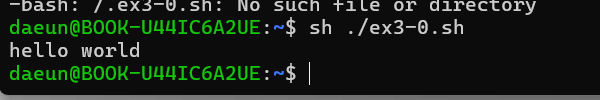 -bash: /.ex3-0.sh: No such file or directory
daeun@BOOK-U44IC6A2UE:~$ sh ./ex3-0.sh
hello world
daeun@BOOK-U44IC6A2UE:~$